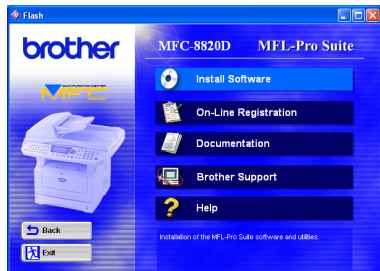 Flash
brother
MFC-8820D MFL-Pro Suite
MFC
Install Software
On-Line Registration
Documentation
Brother Support
Help
Back
Exit
Installation of the MFL-Pro Suite software and utilities.